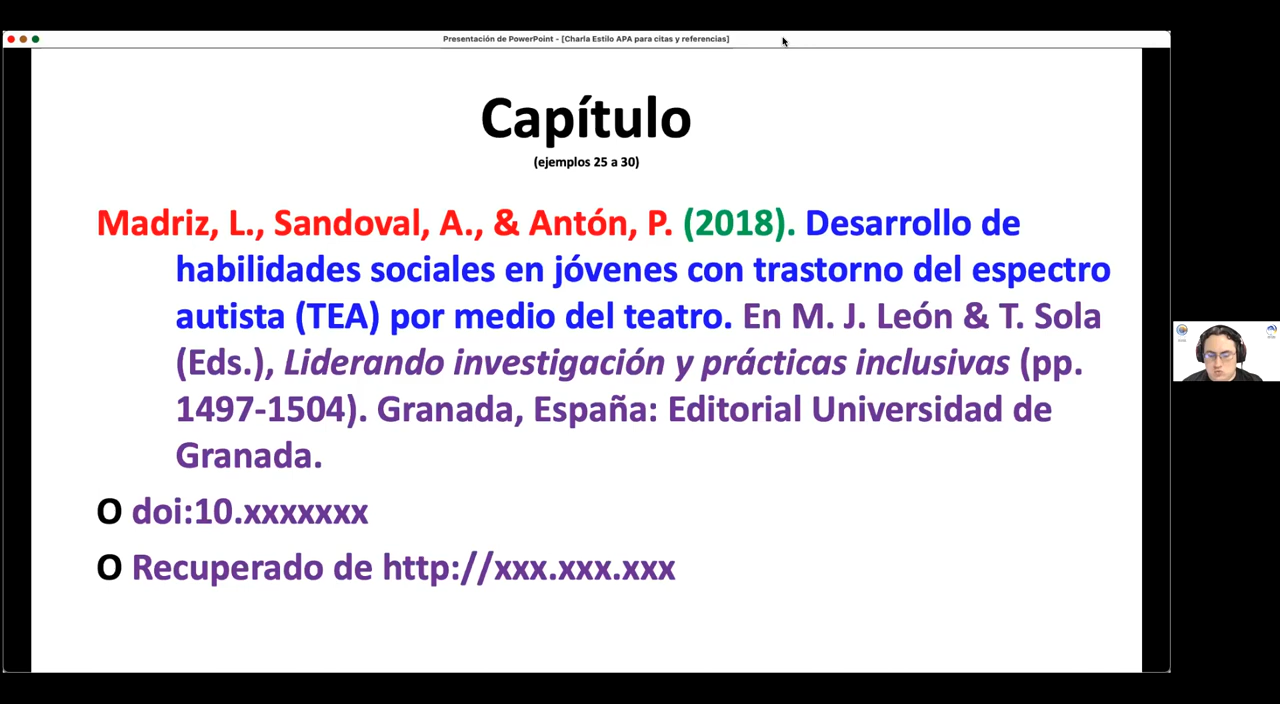 Presentación de PowerPoint - [Charla Estilo APA para citas y referencias]
Capítulo
(ejemplos 25 a 30)
Madriz, L., Sandoval, A., & Antón, P. (2018). Desarrollo de
habilidades sociales en jóvenes con trastorno del espectro
autista (TEA) por medio del teatro. En M. J. León & T. Sola
(Eds.), Liderando investigación y prácticas inclusivas (pp.
1497-1504). Granada, España: Editorial Universidad de
Granada.
O doi:10.xxxxxxx
O Recuperado de http://xxx.xxx.xxx